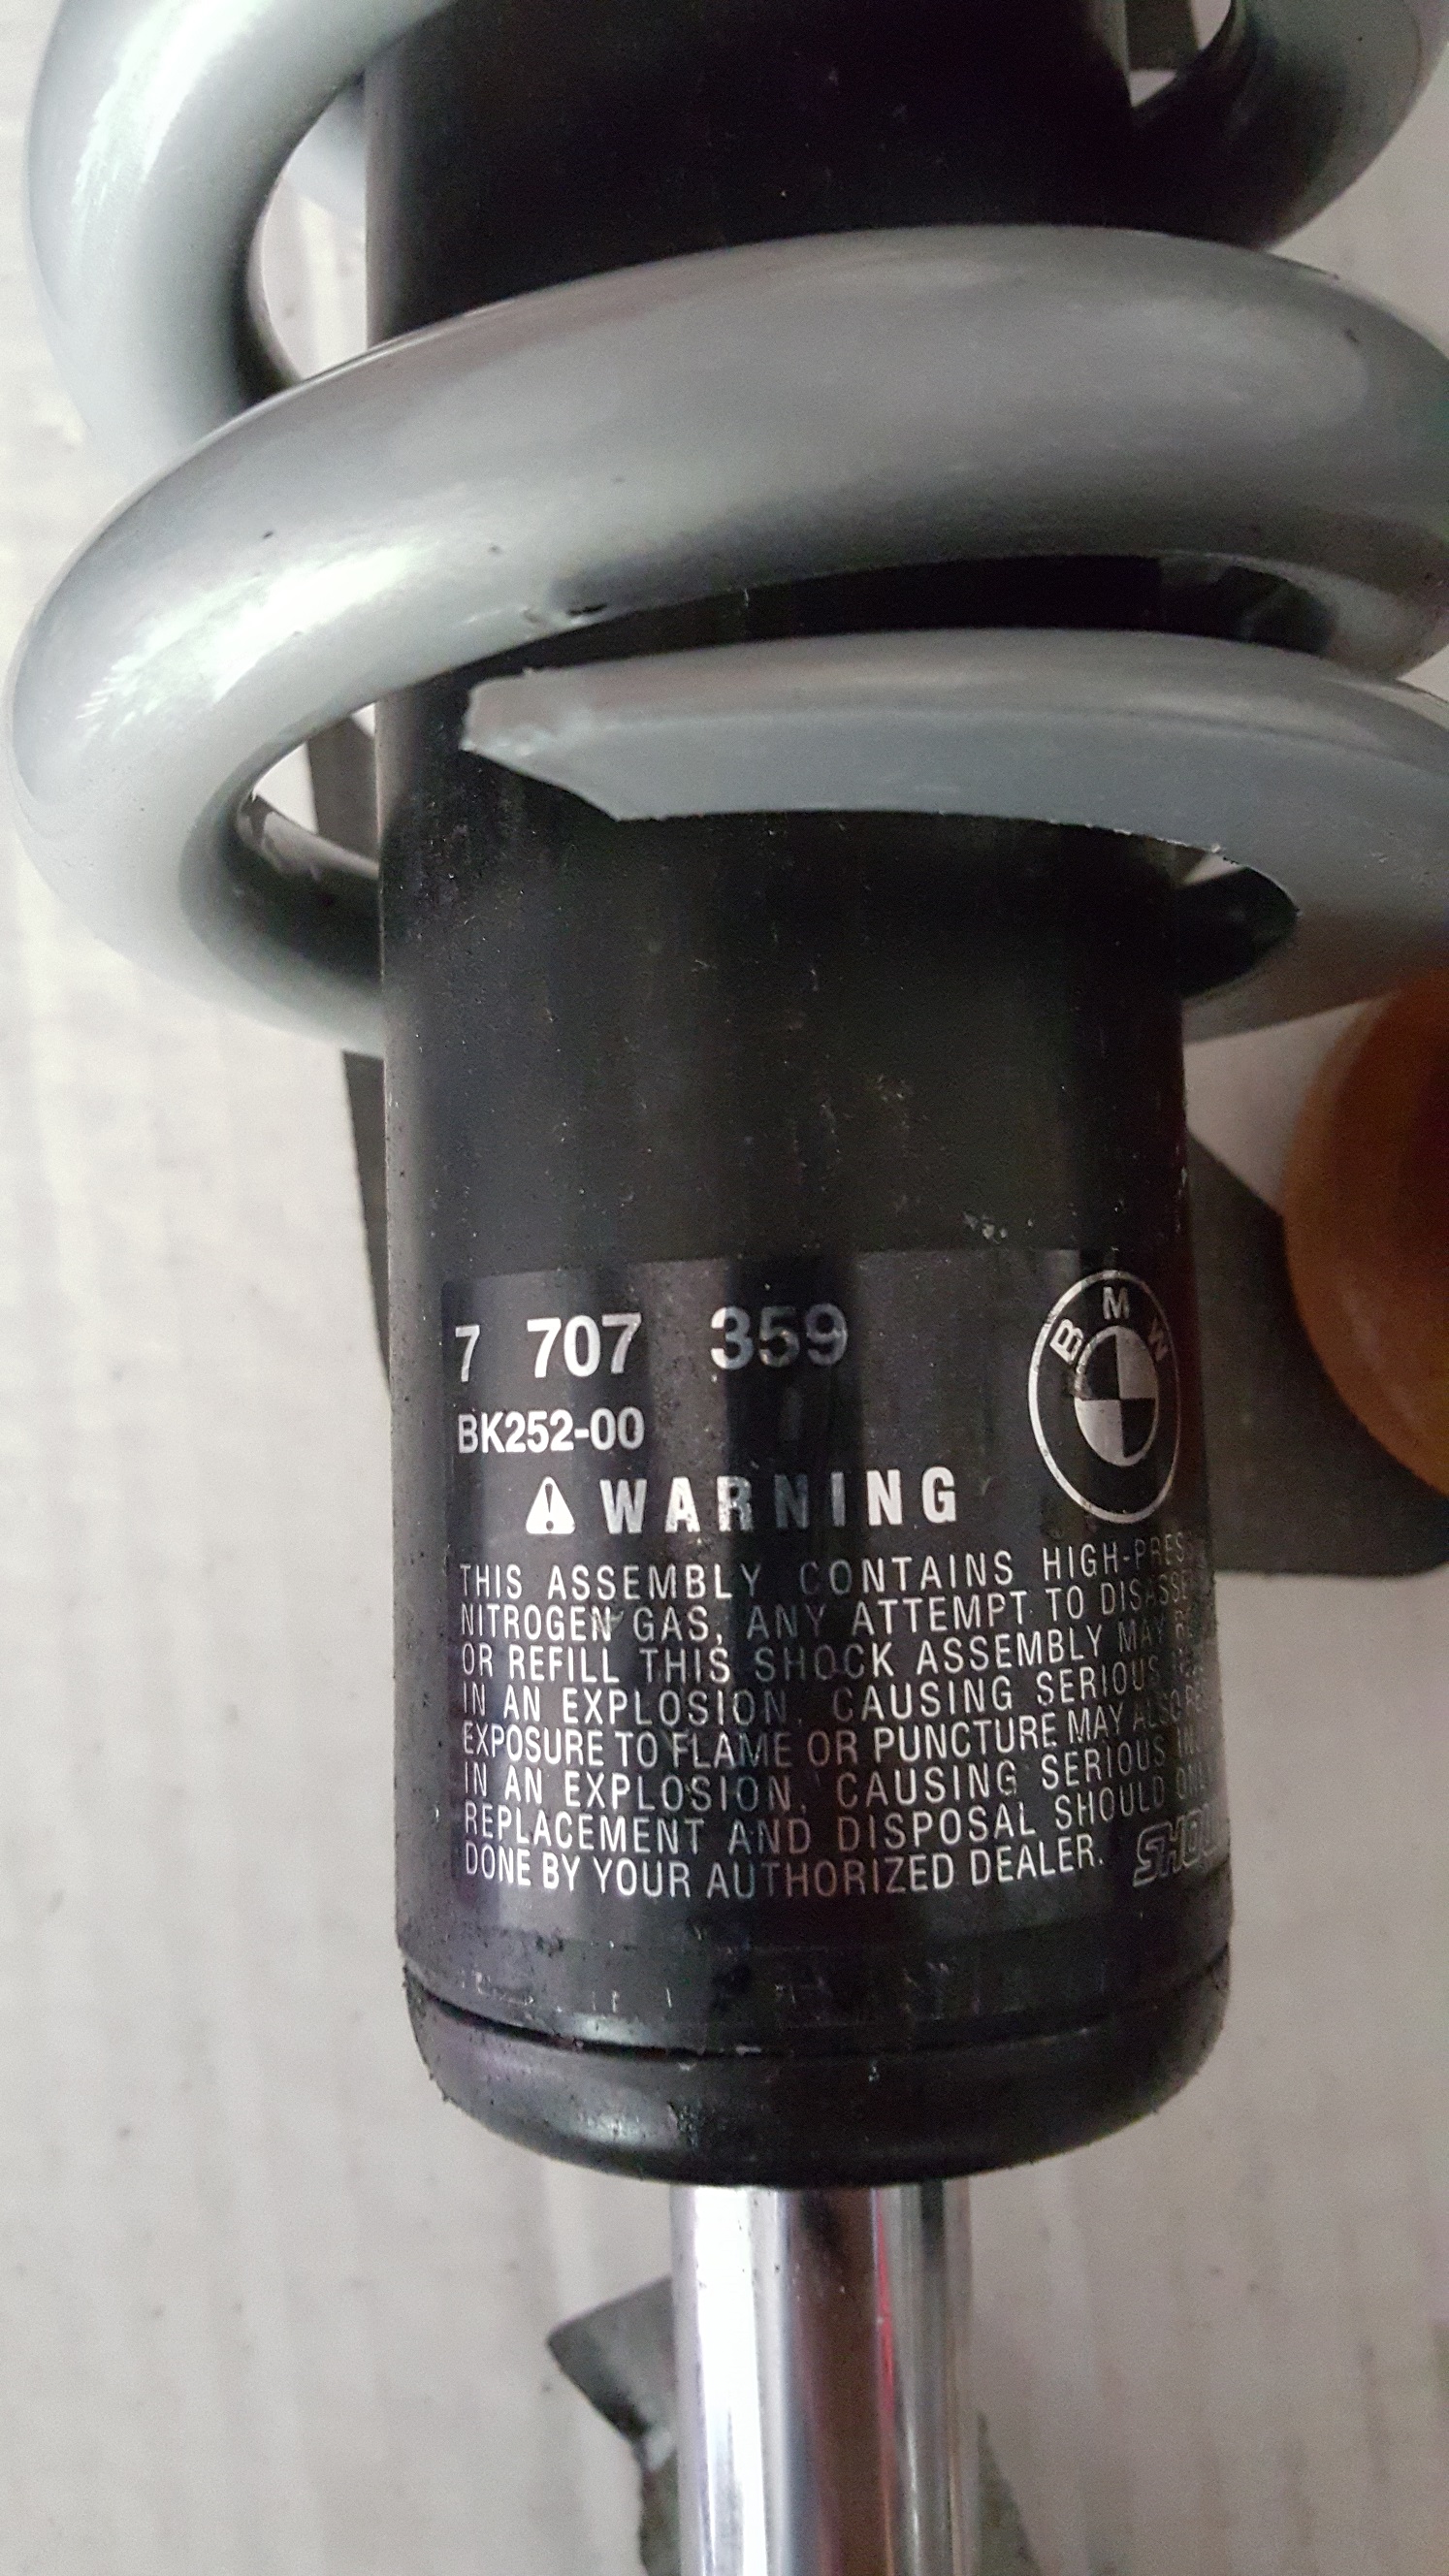 7 707 359
BMW
BK252-00
WARNING
THIS ASSEMBLY CONTAINS
NITROGEN GAS, ANY ATTEMPT TO
OR REFILL THIS SHOCK ASSEMBLY MAY
IN AN EXPLOSION, CAUSING SERIOUS
EXPOSURE TO FLAME OR PUNCTURE MAY ALSO
IN AN EXPLOSION, CAUSING SERIOUS
REPLACEMENT AND DISPOSAL SHOULD
DONE BY YOUR AUTHORIZED DEALER.